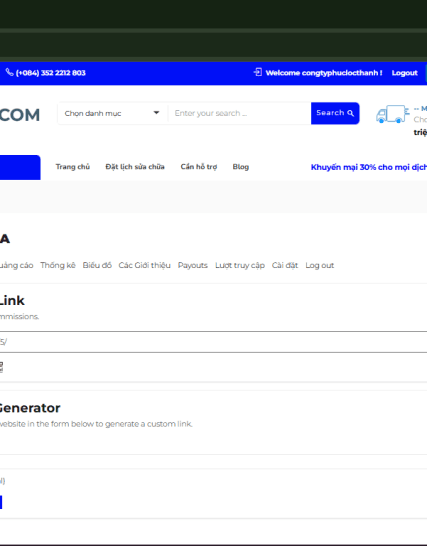 (+084) 352 2212 803
Welcome congtyphuclocthanh ! Logout
COM
Chọn danh mục
Enter your search ...
Search
-- M
Cho
triệ
Trang chủ Đặt lịch sửa chữa Cần hỗ trợ Blog
Khuyến mại 30% cho mọi dịch
A
uảng cáo Thống kê Biểu đồ Các Giới thiệu Payouts Lượt truy cập Cài đặt Log out
Link
mmissions.
5/
Generator
website in the form below to generate a custom link.
l)